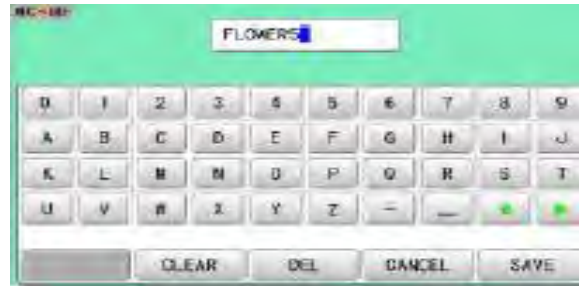 FLOWERS
0 1 2 3 4 5 6 7 8 9
A B C D E F G H I J
K L M N O P Q R S T
U V W X Y Z - _
CLEAR DEL CANCEL SAVE